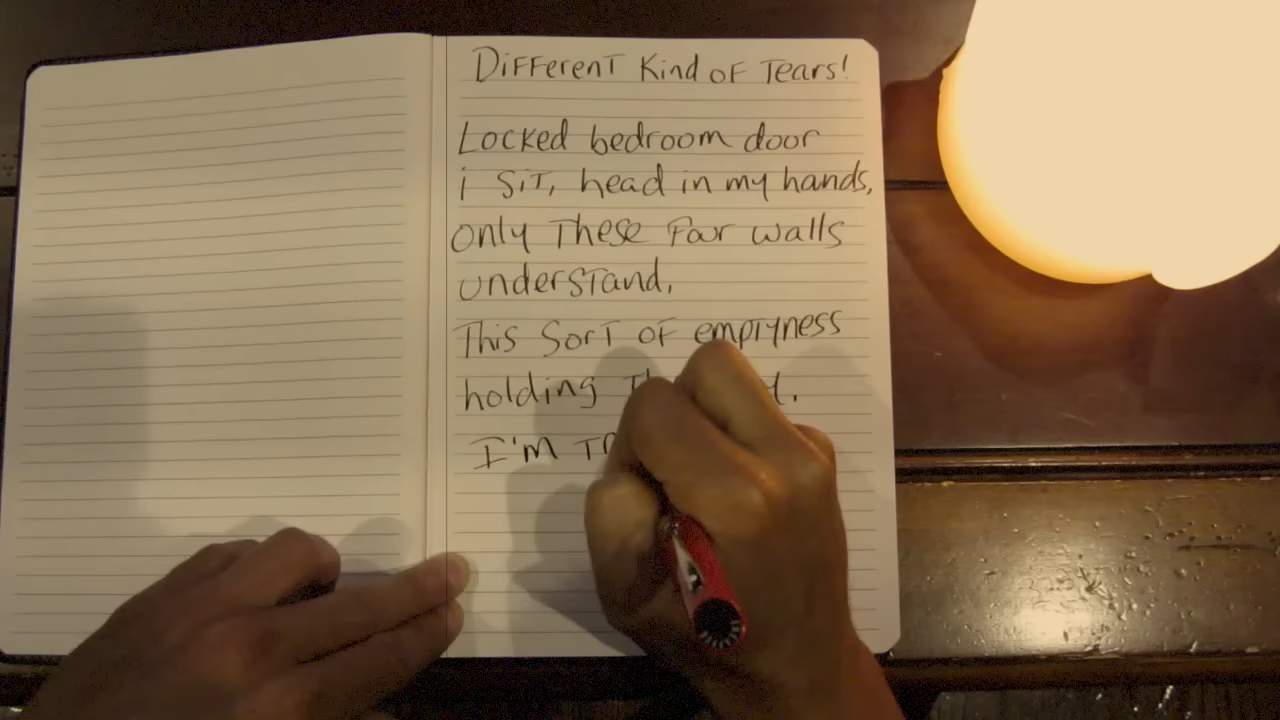 Different Kind of Tears!
Locked bedroom door
i sit, head in my hands,
only these four walls
understand,
This sort of emptyness
holding
I'm